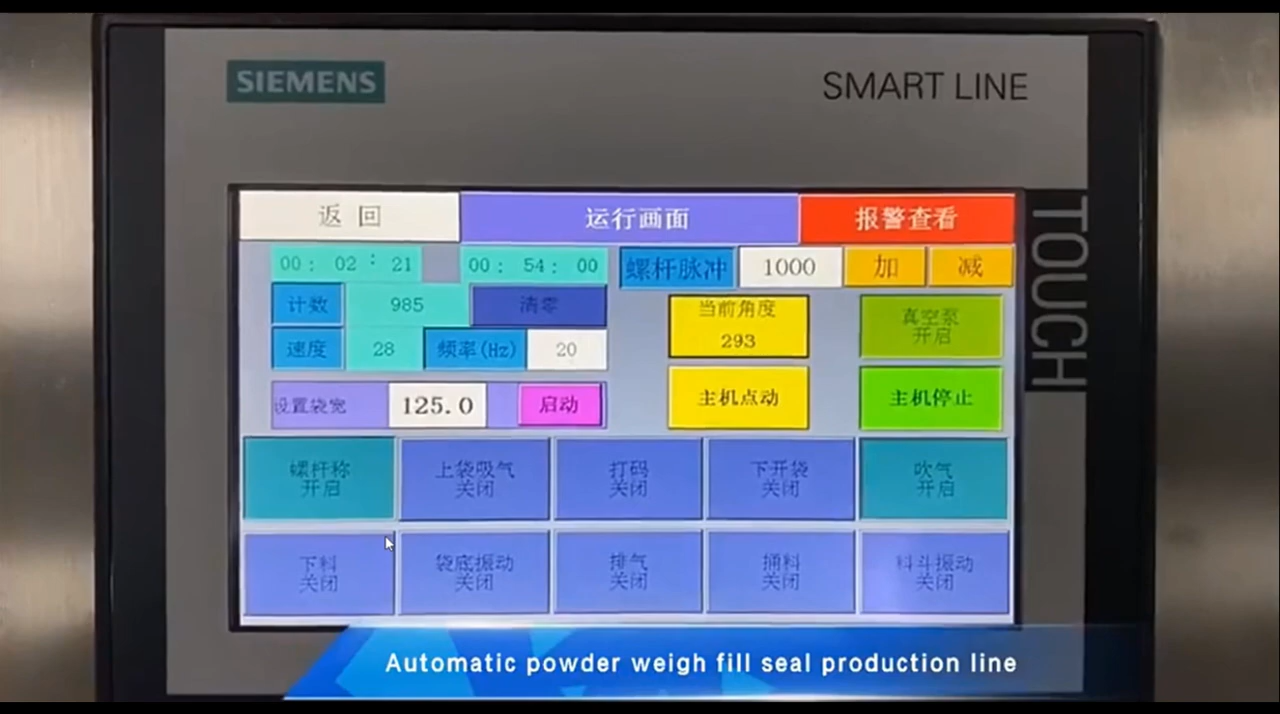 SIEMENS
SMART LINE
TOUCH
返 回
运行画面
报警查看
00: 02: 21
00: 54: 00
螺杆脉冲
1000
加
减
计数
985
清零
当前角度
293
真空泵
开启
速度
28
频率(Hz)
20
设置袋宽
125.0
启动
主机点动
主机停止
螺杆称
开启
上袋吸气
关闭
打码
关闭
下开袋
关闭
吹气
开启
下料
关闭
袋底振动
关闭
排气
关闭
捅料
关闭
料斗振动
关闭
Automatic powder weigh fill seal production line